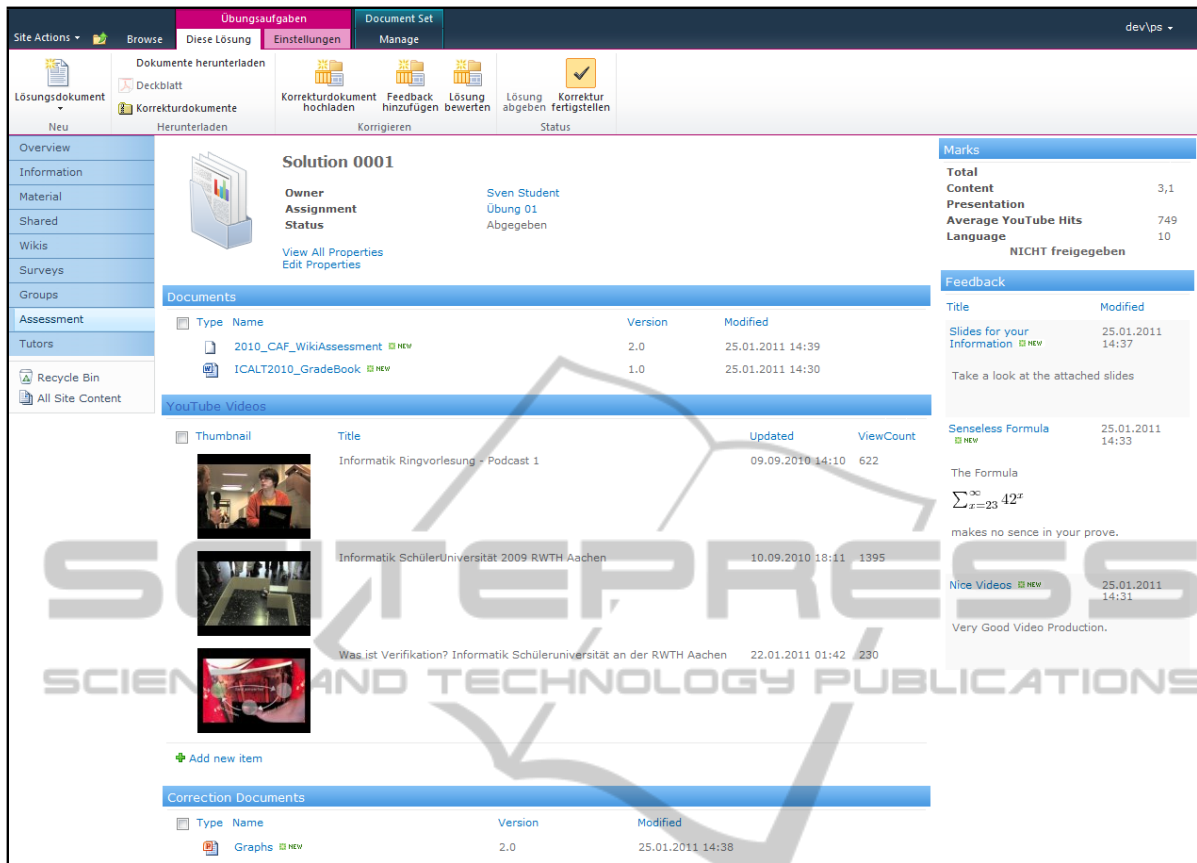 Übungsaufgaben Document Set
dev\ps
Site Actions Browse Diese Lösung Einstellungen Manage
Lösungsdokument
Neu
Dokumente herunterladen
Deckblatt
Korrekturdokumente
Herunterladen
Korrekturdokument hochladen
Feedback hinzufügen
Lösung bewerten
Korrigieren
Lösung abgeben
Korrektur fertigstellen
Status
Overview
Information
Material
Shared
Wikis
Surveys
Groups
Assessment
Tutors
Recycle Bin
All Site Content
Solution 0001
Owner Sven Student
Assignment Übung 01
Status Abgegeben
View All Properties
Edit Properties
Documents
Type Name Version Modified
2010_CAF_WikiAssessment NEW 2.0 25.01.2011 14:39
ICALT2010_GradeBook NEW 1.0 25.01.2011 14:30
YouTube Videos
Thumbnail Title Updated ViewCount
Informatik Ringvorlesung - Podcast 1 09.09.2010 14:10 622
Informatik SchülerUniversität 2009 RWTH Aachen 10.09.2010 18:11 1395
Was ist Verifikation? Informatik Schüleruniversität an der RWTH Aachen 22.01.2011 01:42 230
Add new item
Correction Documents
Type Name Version Modified
Graphs NEW 2.0 25.01.2011 14:38
Marks
Total
Content 3,1
Presentation
Average YouTube Hits 749
Language 10
NICHT freigegeben
Feedback
Title Modified
Slides for your 25.01.2011
Information NEW 14:37
Take a look at the attached slides
Senseless Formula 25.01.2011
NEW 14:33
The Formula
∑_{x=23}^{∞} 42^x
makes no sence in your prove.
Nice Videos NEW 25.01.2011
14:31
Very Good Video Production.
SCITEPRESS
SCIENCE AND TECHNOLOGY PUBLICATIONS